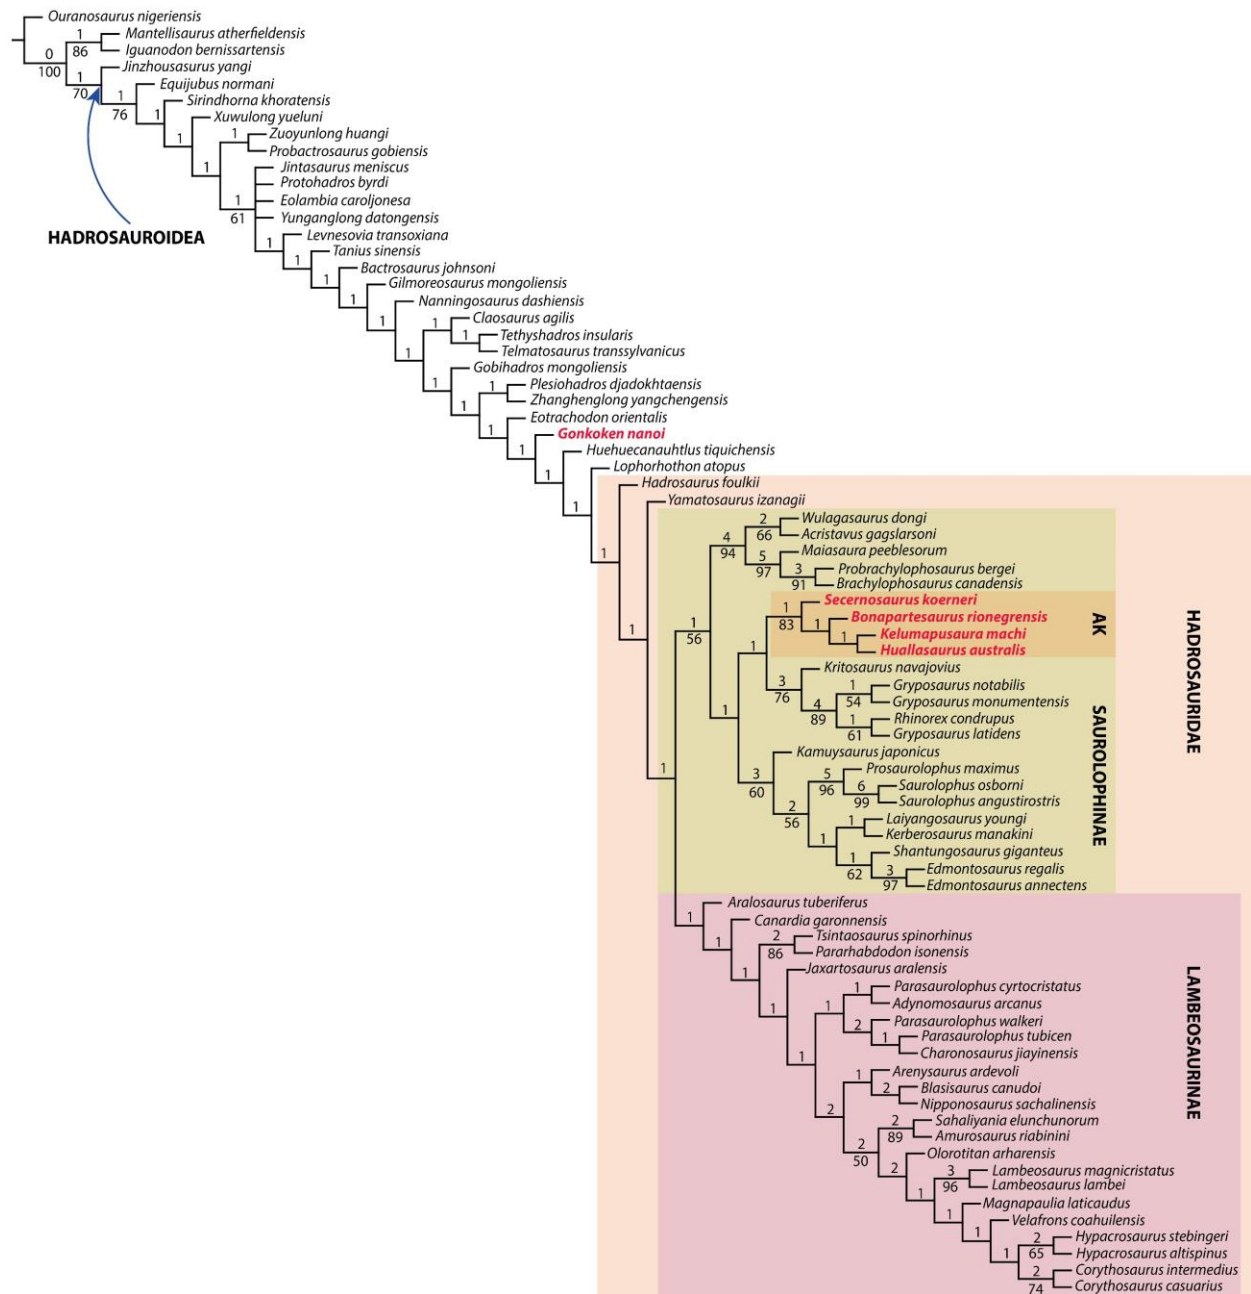 Ouranosaurus nigeriensis
1
Mantellisaurus atherfieldensis
0
86
Iguanodon bernissartensis
100
1
Jinzhousasurus yangi
70
1
Equijubus normani
76
1
Sirindhorna khoratensis
1
Xuwulong yueluni
1
1
Zuoyunlong huangi
Probactrosaurus gobiensis
Jintasaurus meniscus
Protohadros byrdi
1
Eolambia caroljonesa
61
Yunganglong datongensis
HADROSAUROIDEA
1
Levnesovia transoxiana
1
Tanius sinensis
1
Bactrosaurus johnsoni
1
Gilmoreosaurus mongoliensis
1
Nanningosaurus dashiensis
1
Claosaurus agilis
1
Tethyshadros insularis
Telmatosaurus transsylvanicus
1
Gobihadros mongoliensis
1
1
Plesiohadros djadokhtaensis
Zhanghenglong yangchengensis
1
Eotrachodon orientalis
1
Gonkoken nanoi
1
Huehuecanauhtlus tiquichensis
1
Lophorhothon atopus
1
Hadrosaurus foulkii
1
Yamatosaurus izanagii
1
2
Wulagasaurus dongi
4
66
Acristavus gagslarsoni
94
5
Maiasaura peeblesorum
97
3
Probrachylophosaurus bergei
91
Brachylophosaurus canadensis
1
56
1
Secernosaurus koerneri
83
1
Bonapartesaurus rionegrensis
1
Kelumapusaura machi
Huallasaurus australis
AK
1
1
3
Kritosaurus navajovius
76
4
1
Gryposaurus notabilis
89
54
Gryposaurus monumentensis
1
Rhinorex condrupus
61
Gryposaurus latidens
HADROSAURIDAE
SAUROLOPHINAE
3
Kamuysaurus japonicus
60
5
Prosaurolophus maximus
2
96
6
Saurolophus osborni
56
99
Saurolophus angustirostris
1
1
Laiyangosaurus youngi
Kerberosaurus manakini
1
Shantungosaurus giganteus
62
3
Edmontosaurus regalis
97
Edmontosaurus annectens
1
Aralosaurus tuberiferus
1
Canardia garonnensis
1
2
Tsintaosaurus spinorhinus
86
Pararhabdodon isonensis
1
Jaxartosaurus aralensis
LAMBEOSAURINAE
1
1
1
Parasaurolophus cyrtocristatus
Adynomosaurus arcanus
2
Parasaurolophus walkeri
1
Parasaurolophus tubicen
Charonosaurus jiayinensis
2
1
Arenysaurus ardevoli
2
Blasisaurus canudoi
Nipponosaurus sachalinensis
2
50
2
Sahaliyania elunchunorum
89
Amurosaurus riabinini
2
Olorotitan arharensis
1
3
Lambeosaurus magnicristatus
96
Lambeosaurus lambei
1
Magnapaulia laticaudus
1
Velafrons coahuilensis
1
2
Hypacrosaurus stebingeri
65
Hypacrosaurus altispinus
2
Corythosaurus intermedius
74
Corythosaurus casuarius